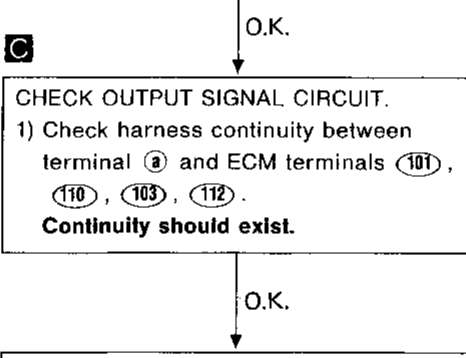 O.K.
C
CHECK OUTPUT SIGNAL CIRCUIT.
1) Check harness continuity between
terminal ⓐ and ECM terminals (101) ,
(110) , (103) , (112) .
Continuity should exist.
O.K.